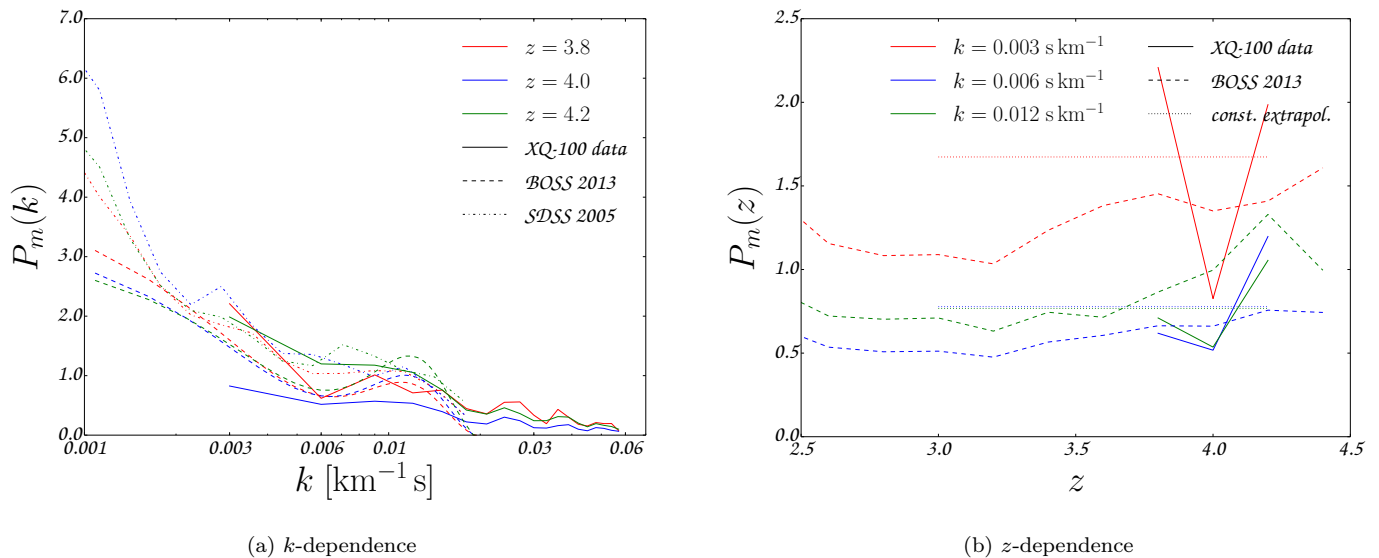 7.0
6.0
5.0
4.0
3.0
2.0
1.0
0.0
P_m(k)
0.001
0.003
0.006
0.01
0.03
0.06
k [km⁻¹ s]
z = 3.8
z = 4.0
z = 4.2
XQ-100 data
BOSS 2013
SDSS 2005
(a) k-dependence
2.5
2.0
1.5
1.0
0.5
0.0
P_m(z)
2.5
3.0
3.5
4.0
4.5
z
k = 0.003 s km⁻¹
k = 0.006 s km⁻¹
k = 0.012 s km⁻¹
XQ-100 data
BOSS 2013
const. extrapol.
(b) z-dependence